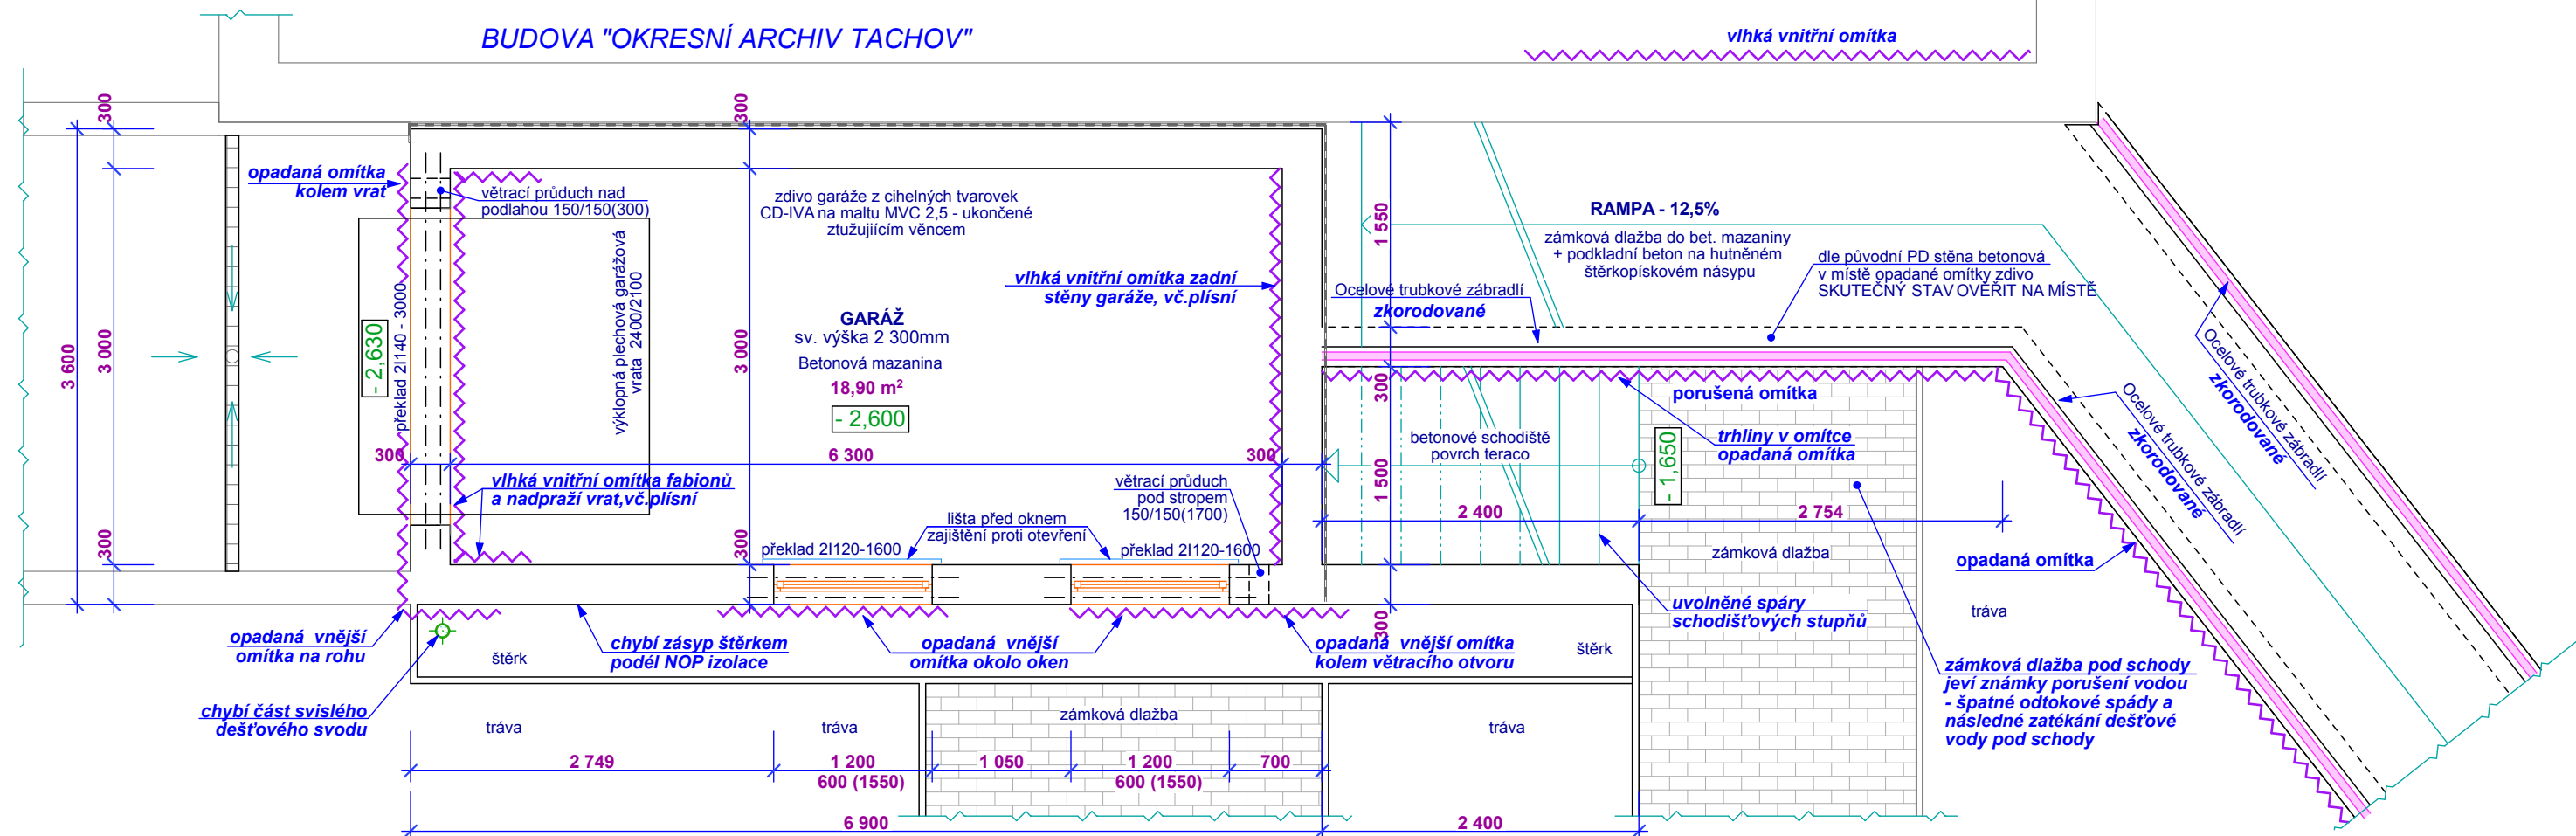 BUDOVA "OKRESNÍ ARCHIV TACHOV"
vlhká vnitřní omítka
300
300
opadaná omítka
kolem vrat
větrací průduch nad
podlahou 150/150(300)
zdivo garáže z cihelných tvarovek
CD-IVA na maltu MVC 2,5 - ukončené
ztužujiícím věncem
1 550
RAMPA - 12,5%
zámková dlažba do bet. mazaniny
+ podkladní beton na hutněném
štěrkopískovém násypu
dle původní PD stěna betonová
v místě opadané omítky zdivo
SKUTEČNÝ STAV OVĚŘIT NA MÍSTĚ
vlhká vnitřní omítka zadní
stěny garáže, vč.plísní
Ocelové trubkové zábradlí
zkorodované
výklopná plechová garážová
vrata 2400/2100
překlad 2I140 - 3000
- 2,630
3 600
3 000
3 000
GARÁŽ
sv. výška 2 300mm
Betonová mazanina
18,90 m²
- 2,600
Ocelové trubkové zábradlí
zkorodované
Ocelové trubkové zábradlí
zkorodované
300
porušená omítka
betonové schodiště
povrch teraco
trhliny v omítce
opadaná omítka
- 1,650
300
6 300
300
vlhká vnitřní omítka fabionů
a nadpraží vrat,vč.plísní
větrací průduch
pod stropem
150/150(1700)
1 500
2 400
2 754
lišta před oknem
zajištění proti otevření
300
300
překlad 2I120-1600
překlad 2I120-1600
zámková dlažba
opadaná omítka
uvolněné spáry
schodišťových stupňů
tráva
300
opadaná vnější
omítka na rohu
štěrk
chybí zásyp štěrkem
podél NOP izolace
opadaná vnější
omítka okolo oken
opadaná vnější omítka
kolem větracího otvoru
štěrk
zámková dlažba pod schody
jeví známky porušení vodou
- špatné odtokové spády a
následné zatékání dešťové
vody pod schody
chybí část svislého
dešťového svodu
tráva
tráva
zámková dlažba
tráva
2 749
1 200
600 (1550)
1 050
1 200
600 (1550)
700
6 900
2 400